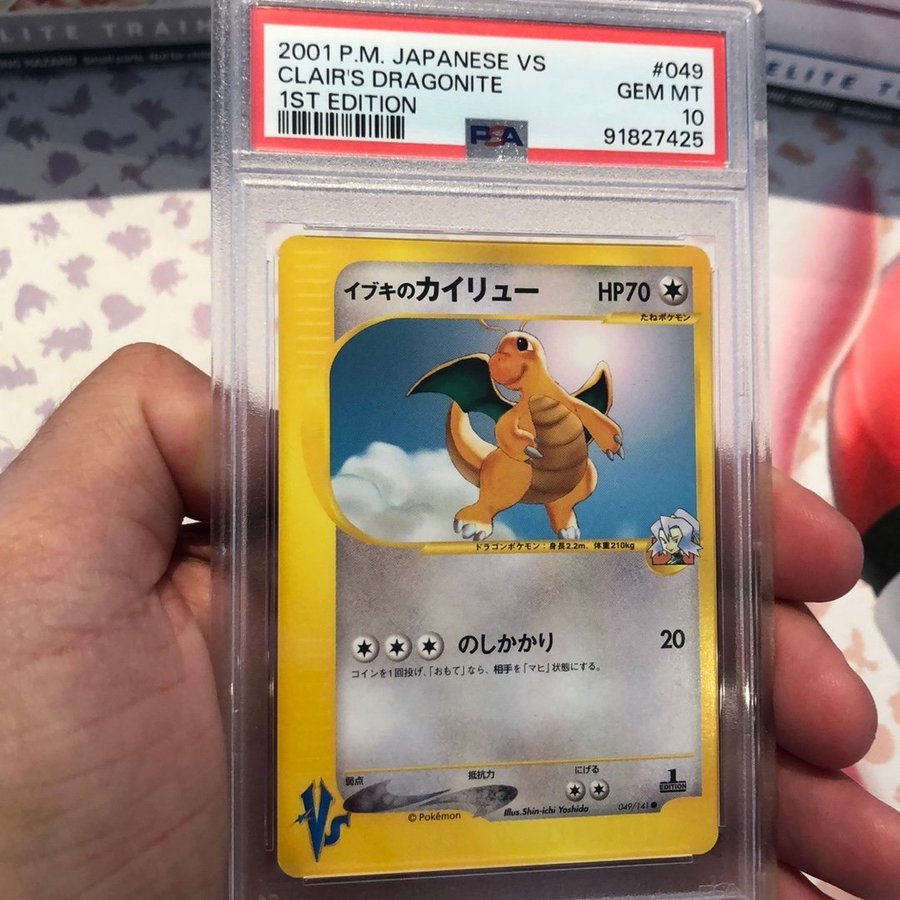 ELITE TRAIN
ELITE T
2001 P.M. JAPANESE VS #049
CLAIR'S DRAGONITE GEM MT
1ST EDITION 10
PSA 91827425
イブキのカイリュー HP70
たねポケモン
ドラゴンポケモン：身長2.2m、体重210kg
のしかかり 20
コインを1回投げ、「おもて」なら、相手を「マヒ」状態にする。
弱点 抵抗力 にげる
1 EDITION
VS
©Pokémon Illus.Shin-ichi Yoshida 049/141